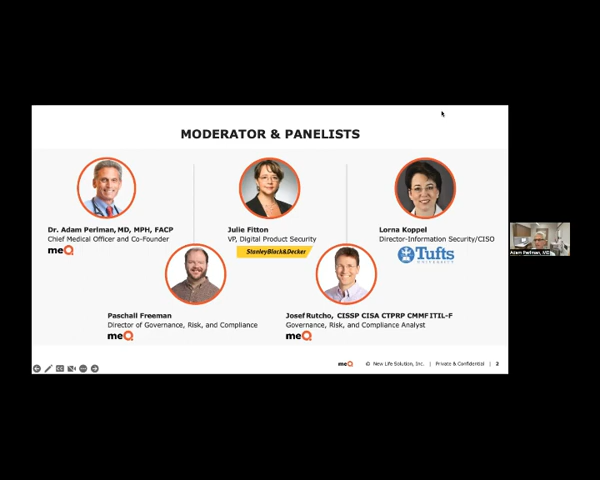 MODERATOR & PANELISTS
Dr. Adam Perlman, MD, MPH, FACP
Chief Medical Officer and Co-Founder
meQ
Julie Fitton
VP, Digital Product Security
StanleyBlack&Decker
Lorna Koppel
Director-Information Security/CISO
Tufts
UNIVERSITY
Paschall Freeman
Director of Governance, Risk, and Compliance
meQ
Josef Rutcho, CISSP CISA CTPRP CMMF ITIL-F
Governance, Risk, and Compliance Analyst
meQ
meQ © New Life Solution, Inc. | Private & Confidential | 2
Adam Perlman, MD